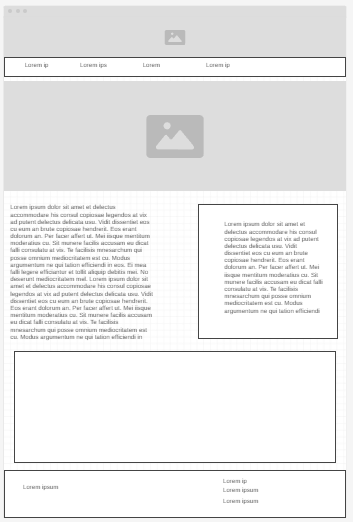 Lorem ip
Lorem ips
Lorem
Lorem ip
Lorem ipsum dolor sit amet ei delectus
accommodare his consul copiosae legendos at vix
ad putent delectus delicata usu. Vidit dissentiet eos
cu eum an brute copiosae hendrerit. Eos erant
dolorum an. Per facer affert ut. Mei iisque mentitum
moderatius cu. Sit munere facilis accusam eu dicat
falli consulatu at vis. Te facilisis mnesarchum qui
posse omnium mediocritatem est cu. Modus
argumentum ne qui tation efficiendi in eos. Ei mea
falli legere efficiantur et tollit aliquip debitis mei. No
deserunt mediocritatem mel. Lorem ipsum dolor sit
amet ei delectus accommodare his consul copiosae
legendos at vix ad putent delectus delicata usu. Vidit
dissentiet eos cu eum an brute copiosae hendrerit.
Eos erant dolorum an. Per facer affert ut. Mei iisque
mentitum moderatius cu. Sit munere facilis accusam
eu dicat falli consulatu at vis. Te facilisis
mnesarchum qui posse omnium mediocritatem est
cu. Modus argumentum ne qui tation efficiendi in
Lorem ipsum dolor sit amet ei
delectus accommodare his consul
copiosae legendos at vix ad putent
delectus delicata usu. Vidit
dissentiet eos cu eum an brute
copiosae hendrerit. Eos erant
dolorum an. Per facer affert ut. Mei
iisque mentitum moderatius cu. Sit
munere facilis accusam eu dicat falli
consulatu at vis. Te facilisis
mnesarchum qui posse omnium
mediocritatem est cu. Modus
argumentum ne qui tation efficiendi
Lorem ipsum
Lorem ip
Lorem ipsum
Lorem ipsum